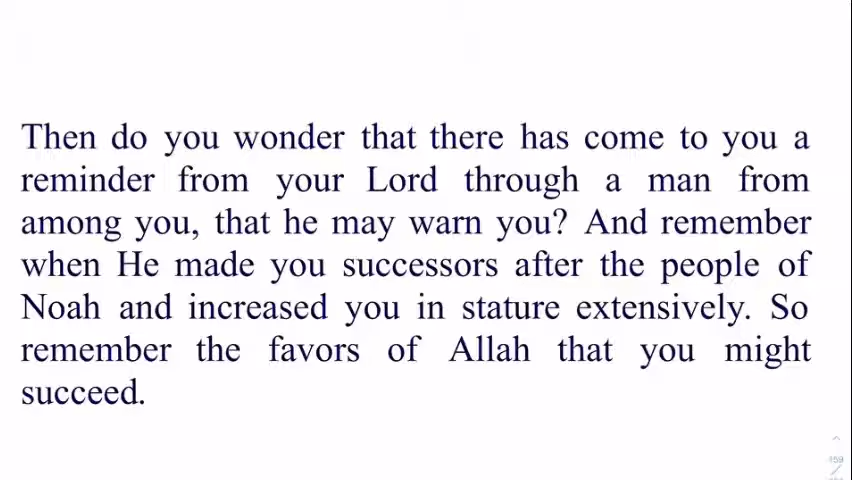 Then do you wonder that there has come to you a
reminder from your Lord through a man from
among you, that he may warn you? And remember
when He made you successors after the people of
Noah and increased you in stature extensively. So
remember the favors of Allah that you might
succeed.
159